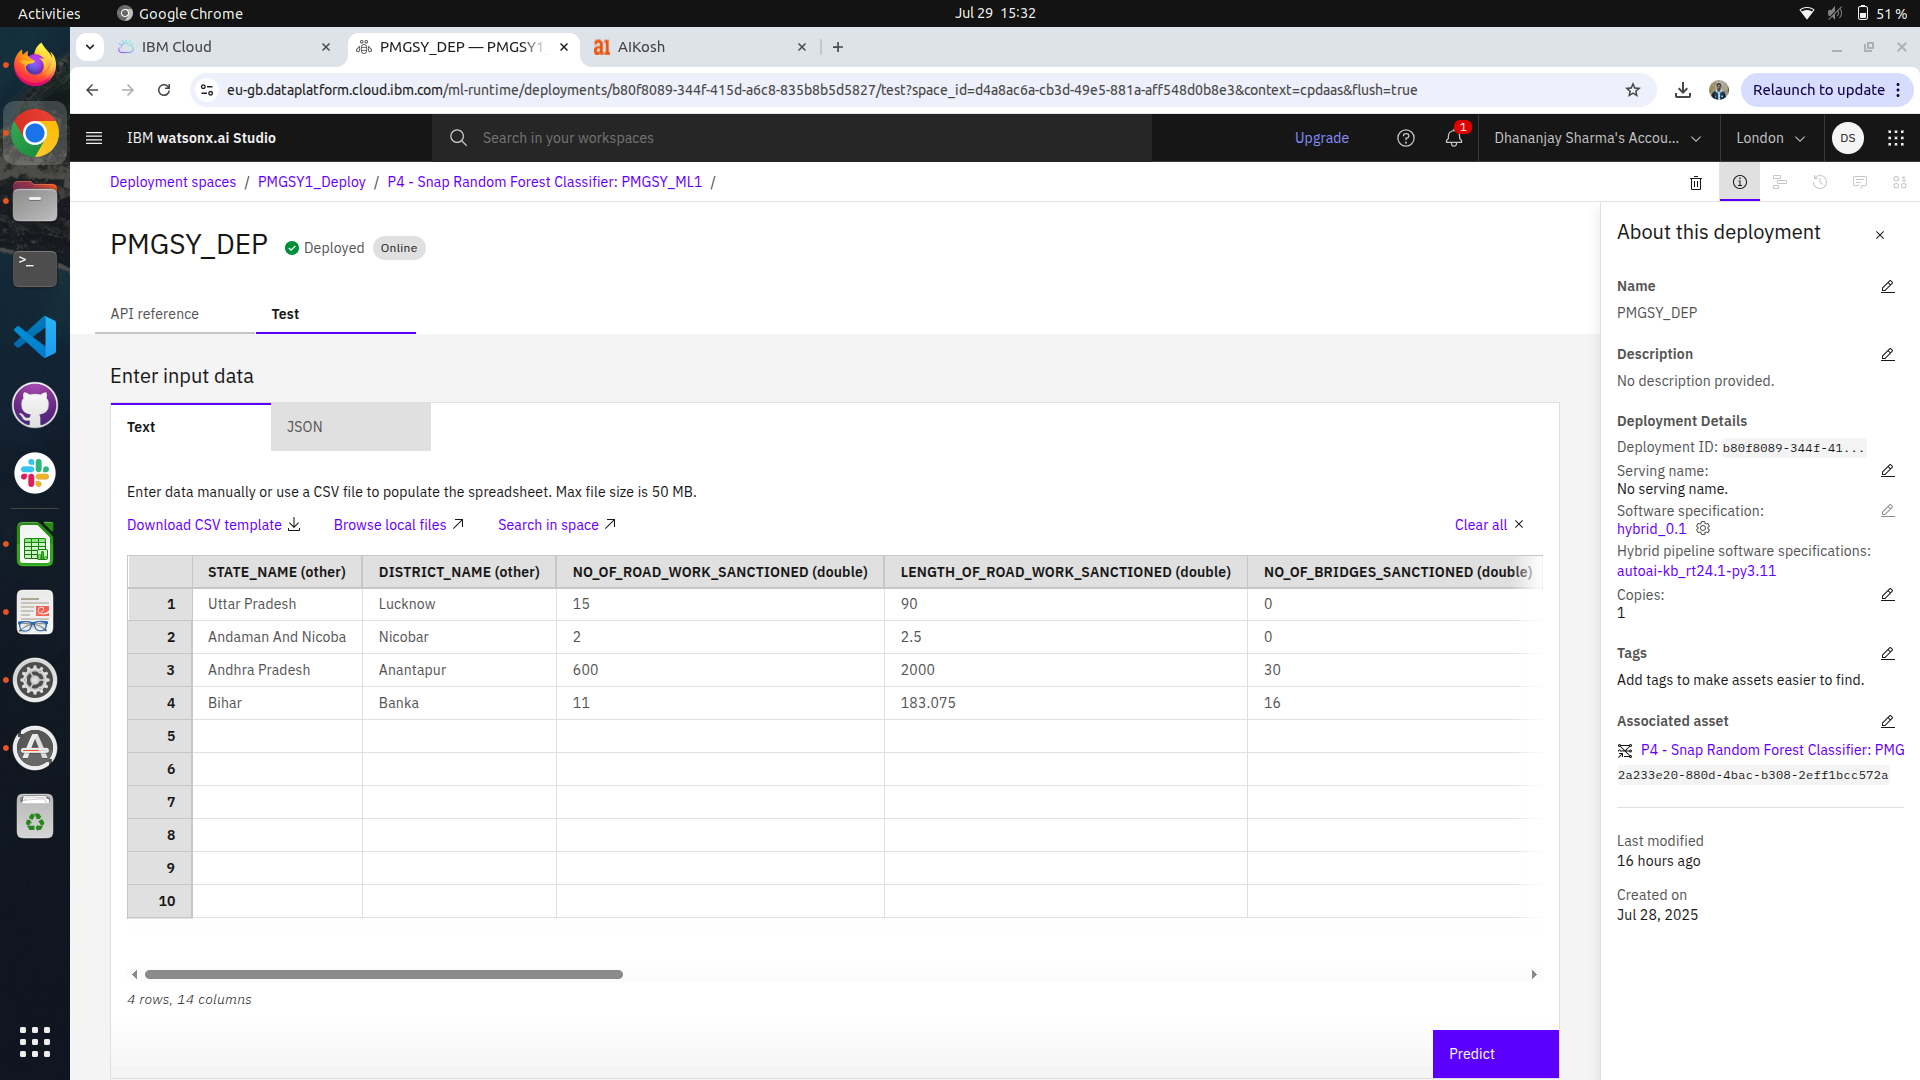 Activities Google Chrome Jul 29 15:32 51 %
IBM Cloud PMGSY_DEP — PMGSY1 AIKosh
eu-gb.dataplatform.cloud.ibm.com/ml-runtime/deployments/b80f8089-344f-415d-a6c8-835b8b5d5827/test?space_id=d4a8ac6a-cb3d-49e5-881a-aff548d0b8e3&context=cpdaas&flush=true Relaunch to update
IBM watsonx.ai Studio Search in your workspaces Upgrade 1 Dhananjay Sharma's Accou... London DS
Deployment spaces / PMGSY1_Deploy / P4 - Snap Random Forest Classifier: PMGSY_ML1 /
PMGSY_DEP Deployed Online
API reference Test
Enter input data
Text JSON
Enter data manually or use a CSV file to populate the spreadsheet. Max file size is 50 MB.
Download CSV template Browse local files Search in space Clear all
STATE_NAME (other) DISTRICT_NAME (other) NO_OF_ROAD_WORK_SANCTIONED (double) LENGTH_OF_ROAD_WORK_SANCTIONED (double) NO_OF_BRIDGES_SANCTIONED (double)
1 Uttar Pradesh Lucknow 15 90 0
2 Andaman And Nicoba Nicobar 2 2.5 0
3 Andhra Pradesh Anantapur 600 2000 30
4 Bihar Banka 11 183.075 16
5
6
7
8
9
10
4 rows, 14 columns
Predict
About this deployment
Name
PMGSY_DEP
Description
No description provided.
Deployment Details
Deployment ID: b80f8089-344f-41...
Serving name:
No serving name.
Software specification:
hybrid_0.1
Hybrid pipeline software specifications:
autoai-kb_rt24.1-py3.11
Copies:
1
Tags
Add tags to make assets easier to find.
Associated asset
P4 - Snap Random Forest Classifier: PMG
2a233e20-880d-4bac-b308-2eff1bcc572a
Last modified
16 hours ago
Created on
Jul 28, 2025